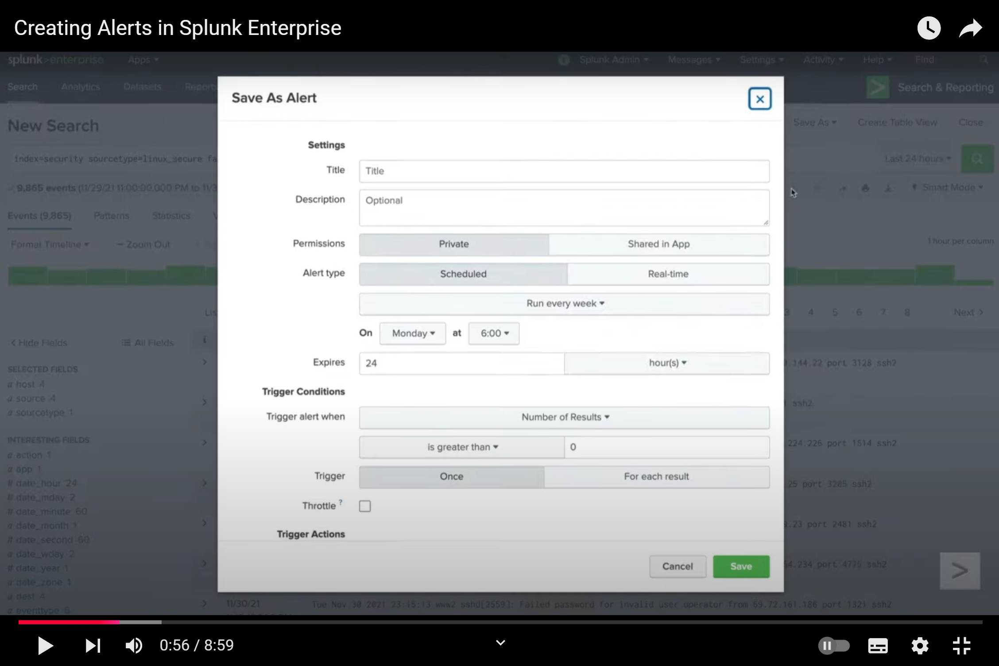 Creating Alerts in Splunk Enterprise
splunk>enterprise Apps Splunk Admin Messages Settings Activity Help Find
Search Analytics Datasets Reports Search & Reporting
Save As Alert
New Search Save As Create Table View Close
Settings
index=security sourcetype=linux_secure fa Last 24 hours
Title Title
9,865 events (11/29/21 11:00:00.000 PM to 11/3 Smart Mode
Description Optional
Events (9,865) Patterns Statistics V
Format Timeline — Zoom Out 1 hour per column
Permissions Private Shared in App
Alert type Scheduled Real-time
Run every week
Lis 3 4 5 6 7 8 Next >
On Monday at 6:00
< Hide Fields All Fields i
Expires 24 hour(s)
.144.22 port 3128 ssh2
SELECTED FIELDS
a host 4
a source 4
a sourcetype 1
Trigger Conditions
ssh2
Trigger alert when Number of Results
INTERESTING FIELDS
is greater than 0
224.226 port 1514 ssh2
a action 1
a app 1
# date_hour 24
# date_mday 2
# date_minute 60
a date_month 1
# date_second 60
a date_wday 2
# date_year 1
a date_zone 1
a dest 4
a eventtype 6
Trigger Once For each result
25 port 3285 ssh2
Throttle ?
.23 port 2481 ssh2
Trigger Actions
Cancel Save
54.234 port 4775 ssh2
>
11/30/21 Tue Nov 30 2021 23:15:13 www2 sshd[2559]: Failed password for invalid user operator from 69.72.161.186 port 1321 ssh2
0:56 / 8:59